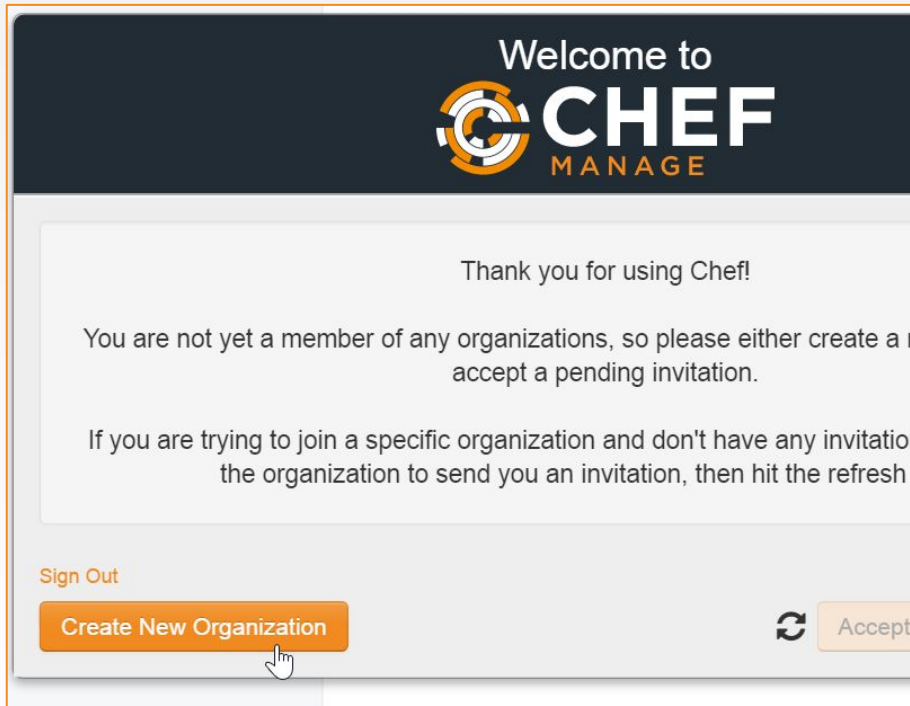 Welcome to
CHEF
MANAGE
Thank you for using Chef!
You are not yet a member of any organizations, so please either create a
accept a pending invitation.
If you are trying to join a specific organization and don't have any
the organization to send you an invitation, then hit the refresh
Sign Out
Create New Organization
Accept